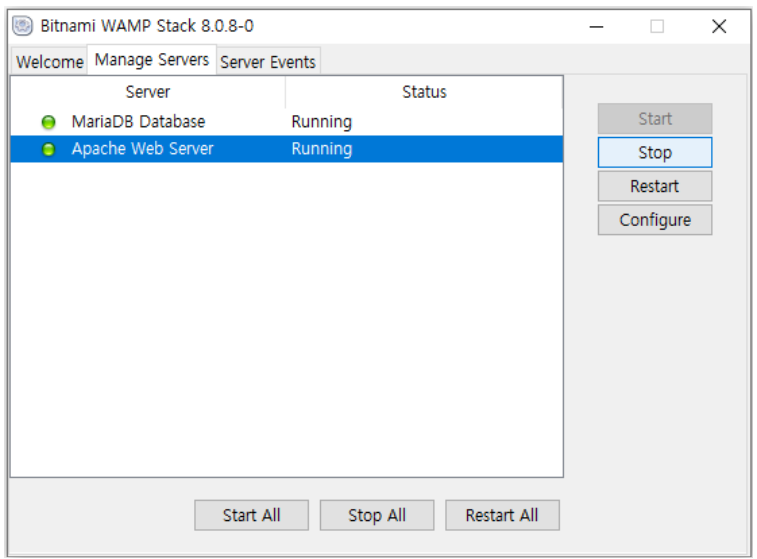 Bitnami WAMP Stack 8.0.8-0
Welcome Manage Servers Server Events
Server Status
MariaDB Database Running
Apache Web Server Running
Start
Stop
Restart
Configure
Start All Stop All Restart All